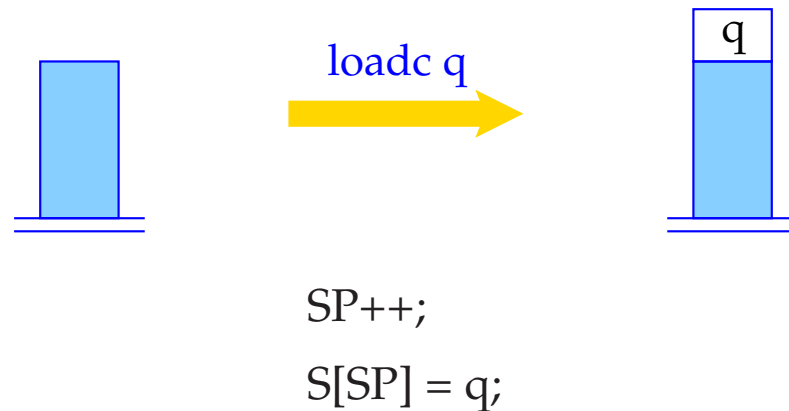 q
loadc q
SP++;
S[SP] = q;